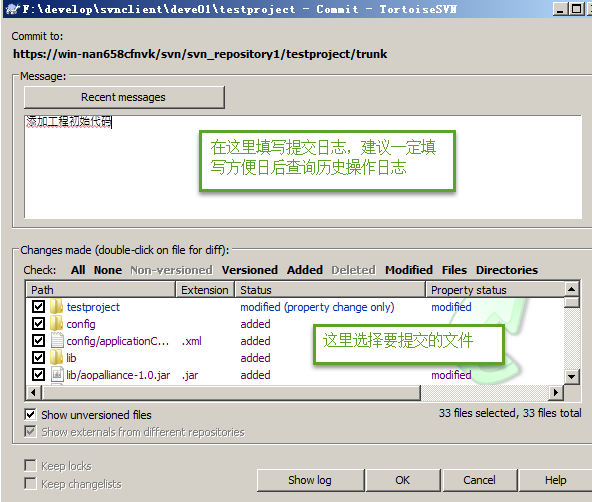 F:\develop\svnclient\deve01\testproject - Commit - TortoiseSVN
Commit to:
https://win-nan658cfnvk/svn/svn_repository1/testproject/trunk
Message:
Recent messages
添加工程初始代码
在这里填写提交日志，建议一定填
写方便日后查询历史操作日志
Changes made (double-click on file for diff):
Check: All None Non-versioned Versioned Added Deleted Modified Files Directories
Path Extension Status Property status
testproject modified (property change only) modified
config added
config/applicationC... .xml added
lib added
lib/aopalliance-1.0.jar .jar added modified
这里选择要提交的文件
Show unversioned files 33 files selected, 33 files total
Show externals from different repositories
Keep locks
Keep changelists
Show log OK Cancel Help